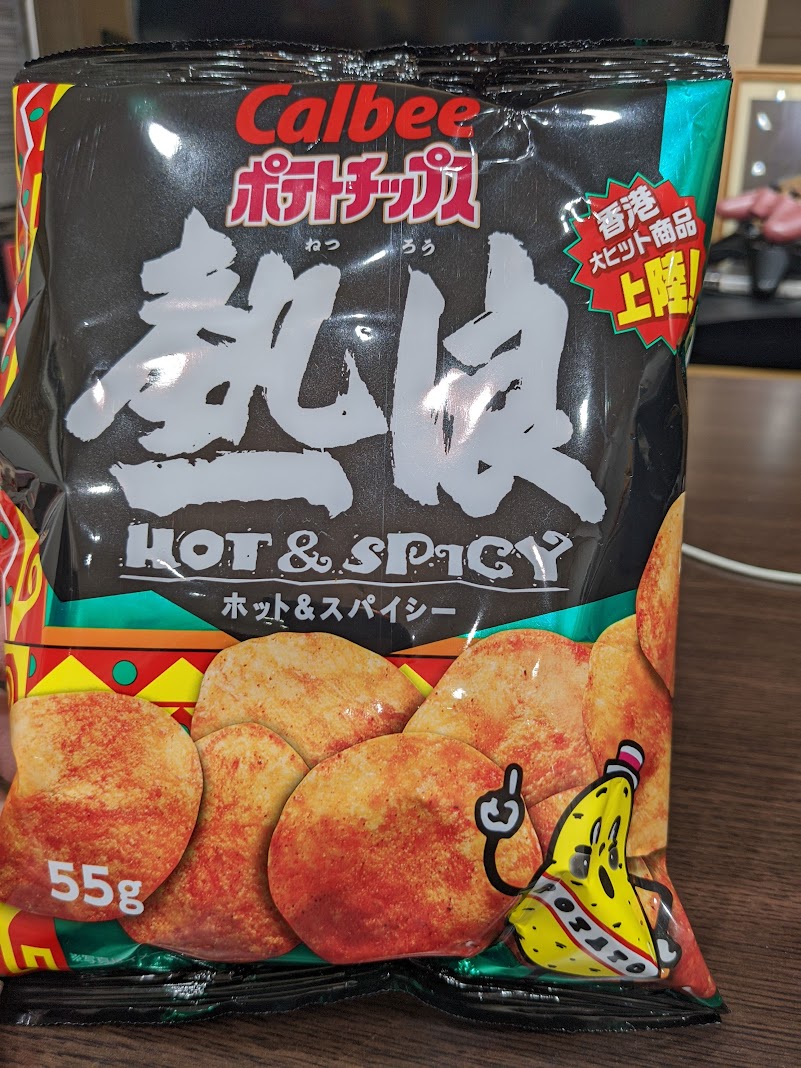 Calbee
ポテトチップス
香港
大ヒット商品
上陸!
ねつ ろう
熱浪
HOT & SPICY
ホット&スパイシー
55g
POTATO